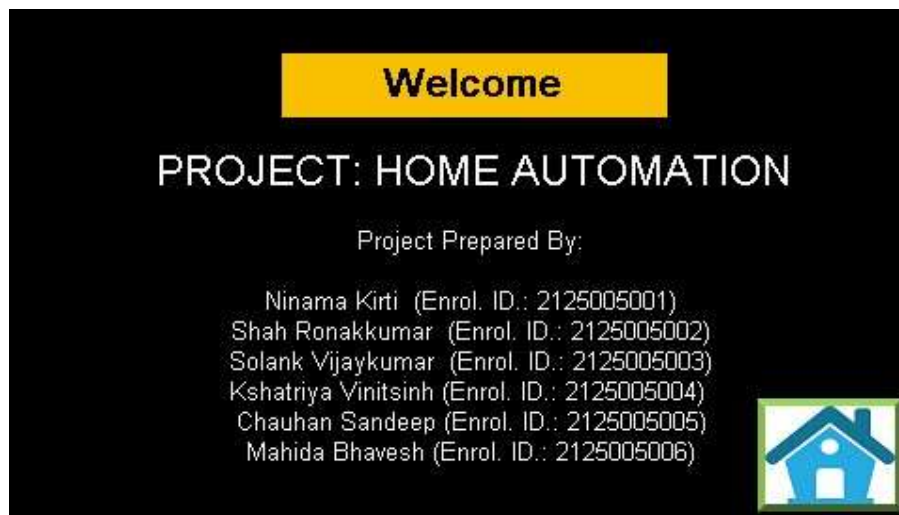 Welcome
PROJECT: HOME AUTOMATION
Project Prepared By:
Ninama Kirti (Enrol. ID.: 2125005001)
Shah Ronakkumar (Enrol. ID.: 2125005002)
Solank Vijaykumar (Enrol. ID.: 2125005003)
Kshatriya Vinitsinh (Enrol. ID.: 2125005004)
Chauhan Sandeep (Enrol. ID.: 2125005005)
Mahida Bhavesh (Enrol. ID.: 2125005006)